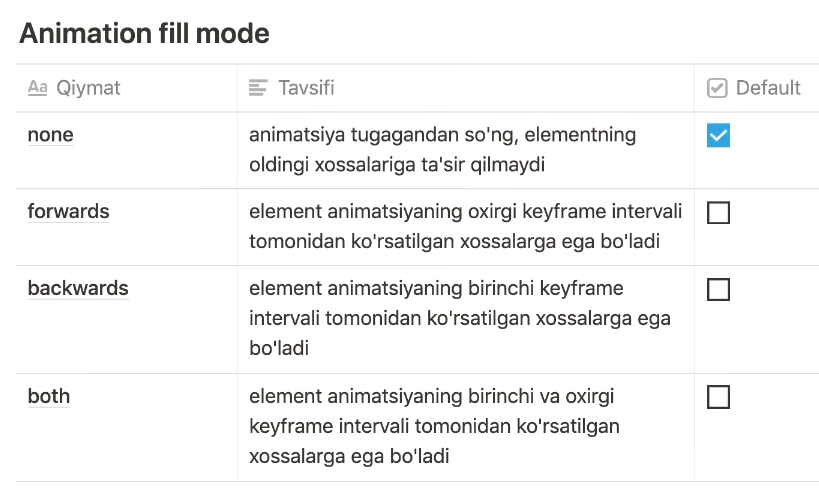 Animation fill mode
Aa Qiymat Tavsifi Default
none animatsiya tugagandan so'ng, elementning
oldingi xossalariga ta'sir qilmaydi
forwards element animatsiyaning oxirgi keyframe intervali
tomonidan ko'rsatilgan xossalarga ega bo'ladi
backwards element animatsiyaning birinchi keyframe
intervali tomonidan ko'rsatilgan xossalarga ega
bo'ladi
both element animatsiyaning birinchi va oxirgi
keyframe intervali tomonidan ko'rsatilgan
xossalarga ega bo'ladi